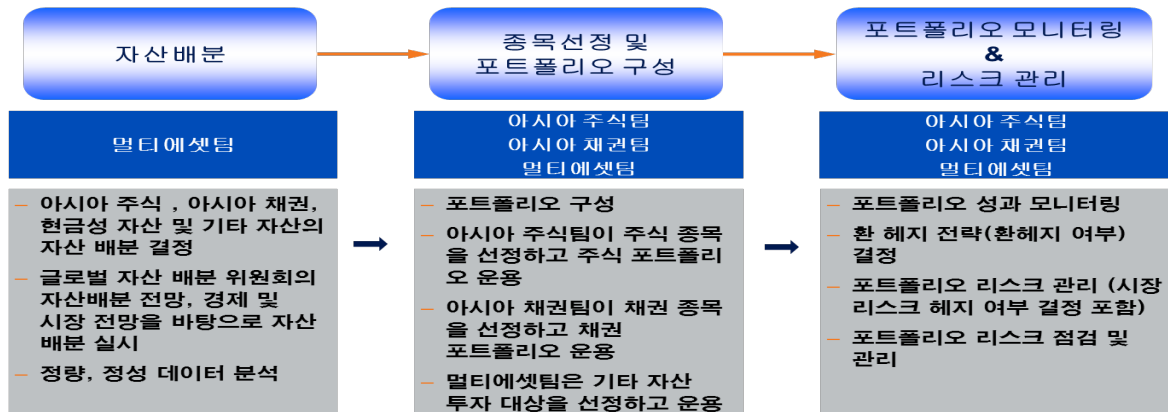 자산배분
종목선정 및
포트폴리오 구성
포트폴리오 모니터링
&
리스크 관리
멀티에셋팀
아시아 주식팀
아시아 채권팀
멀티에셋팀
아시아 주식팀
아시아 채권팀
멀티에셋팀
– 아시아 주식 , 아시아 채권,
현금성 자산 및 기타 자산의
자산 배분 결정
– 글로벌 자산 배분 위원회의
자산배분 전망, 경제 및
시장 전망을 바탕으로 자산
배분 실시
– 정량, 정성 데이터 분석
– 포트폴리오 구성
– 아시아 주식팀이 주식 종목
을 선정하고 주식 포트폴리
오 운용
– 아시아 채권팀이 채권 종목
을 선정하고 채권
포트폴리오 운용
– 멀티에셋팀은 기타 자산
투자 대상을 선정하고 운용
– 포트폴리오 성과 모니터링
– 환 헤지 전략(환헤지 여부)
결정
– 포트폴리오 리스크 관리 (시장
리스크 헤지 여부 결정 포함)
– 포트폴리오 리스크 점검 및
관리